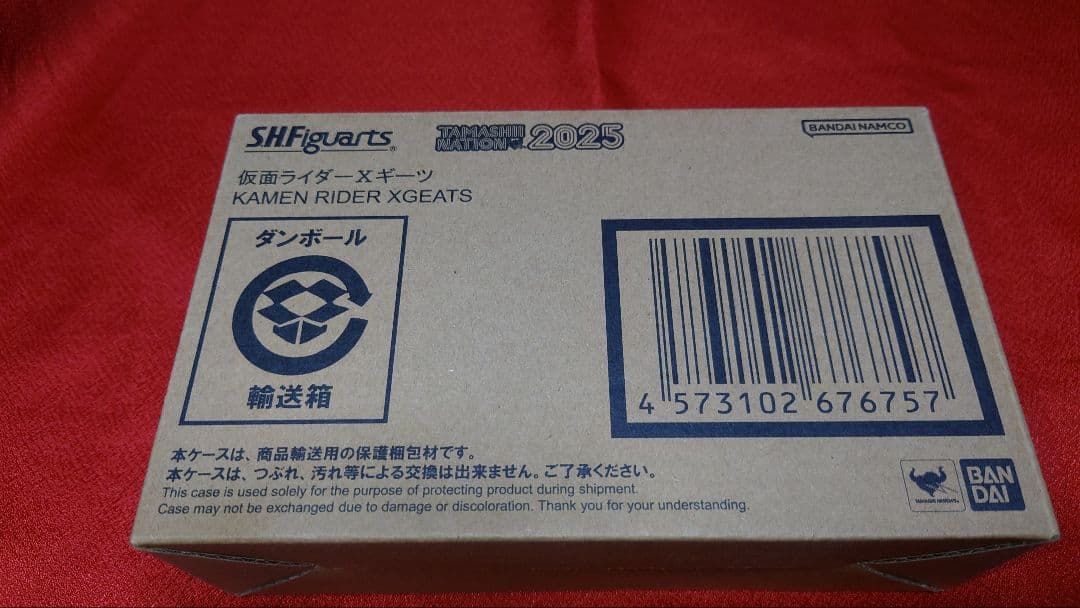 S.H.Figuarts®
TAMASHII NATION 2025
BANDAI NAMCO
仮面ライダーXギーツ
KAMEN RIDER XGEATS
ダンボール
輸送箱
4 573102 676757
本ケースは、商品輸送用の保護梱包材です。
本ケースは、つぶれ、汚れ等による交換は出来ません。ご了承ください。
This case is used solely for the purpose of protecting product during shipment.
Case may not be exchanged due to damage or discoloration. Thank you for your understanding.
TAMASHII NATIONS
BAN
DAI